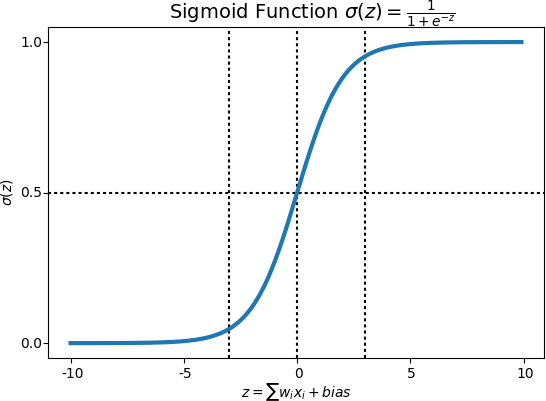 Sigmoid Function σ(z) = 1/(1+e^{-z})
1.0
σ(z)
0.5
0.0
-10 -5 0 5 10
z = ∑w_i x_i + bias